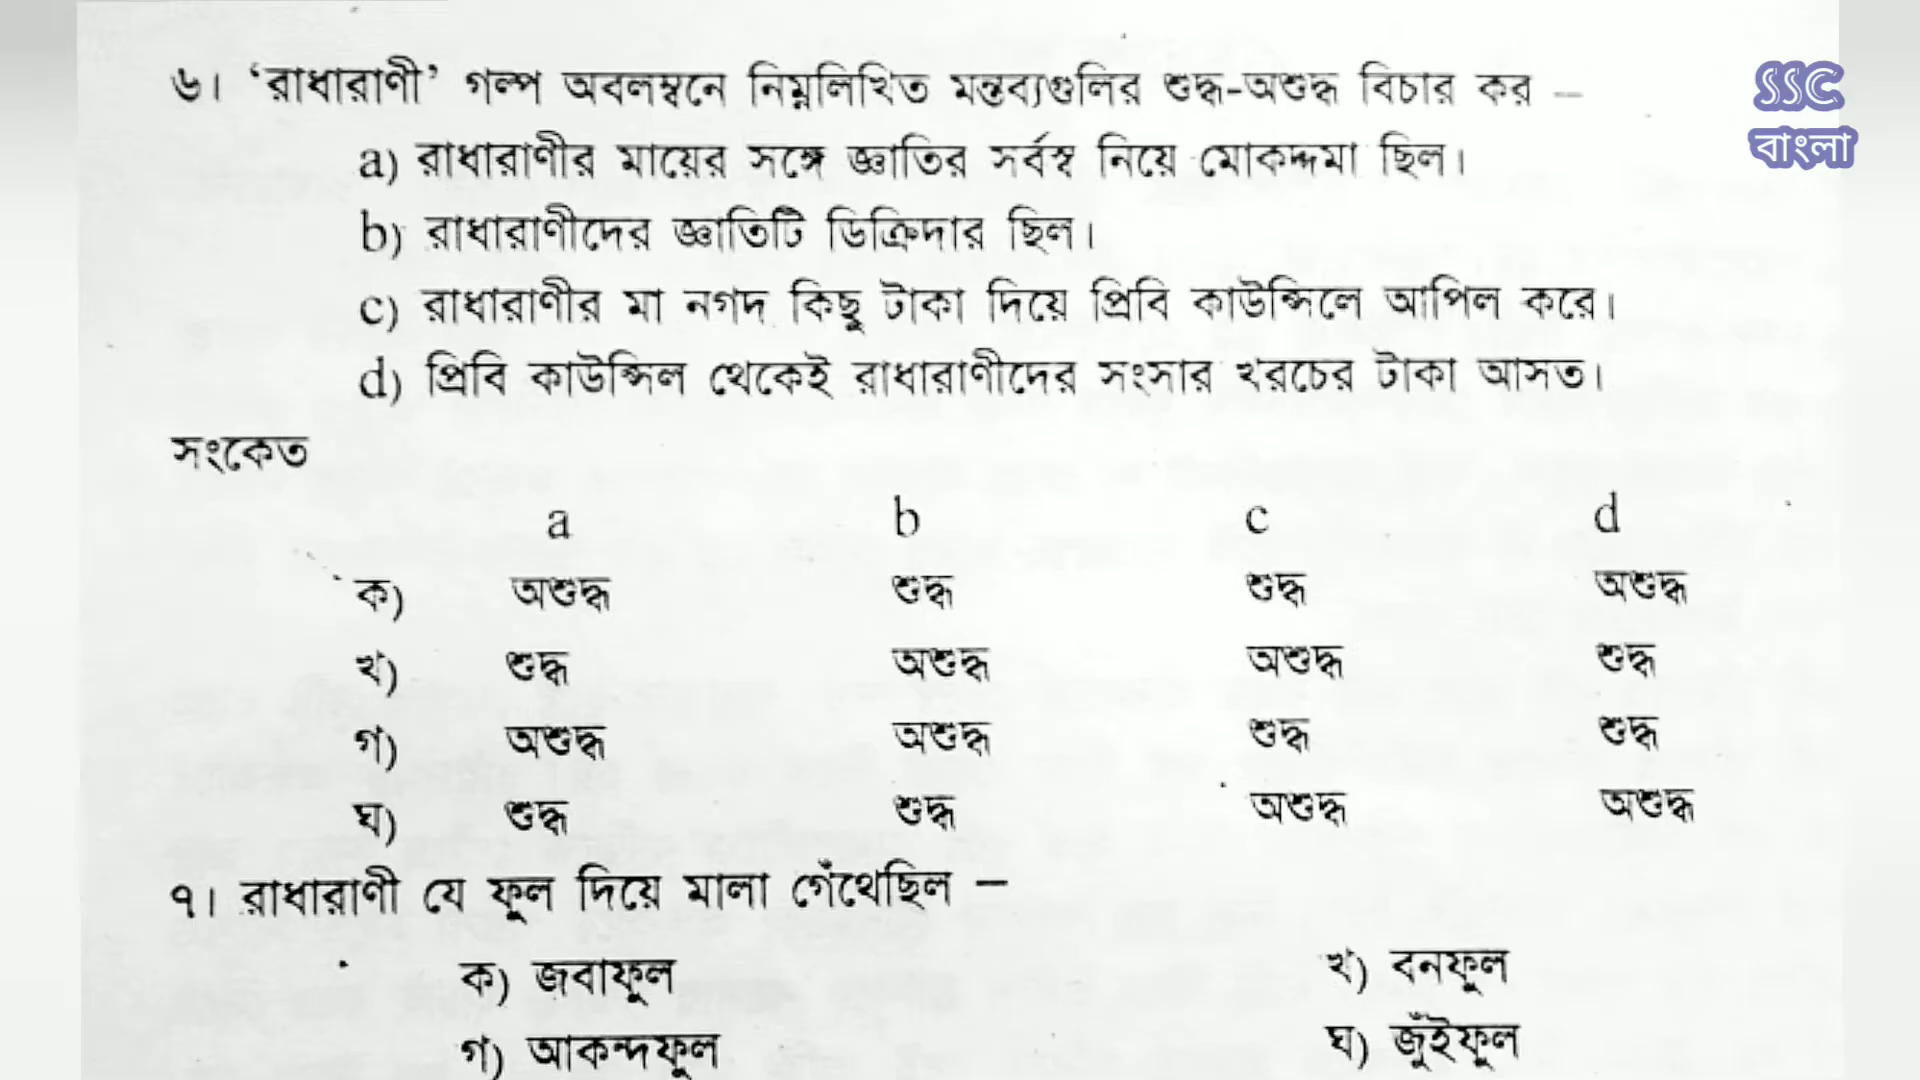 ৬। ‘রাধারাণী’ গল্প অবলম্বনে নিম্নলিখিত মন্তব্যগুলির শুদ্ধ-অশুদ্ধ বিচার কর –
SSC
বাংলা
a) রাধারাণীর মায়ের সঙ্গে জ্ঞাতির সর্বস্ব নিয়ে মোকদ্দমা ছিল।
b) রাধারাণীদের জ্ঞাতিটি ডিক্রিদার ছিল।
c) রাধারাণীর মা নগদ কিছু টাকা দিয়ে প্রিবি কাউন্সিলে আপিল করে।
d) প্রিবি কাউন্সিল থেকেই রাধারাণীদের সংসার খরচের টাকা আসত।
সংকেত
a b c d
ক) অশুদ্ধ শুদ্ধ শুদ্ধ অশুদ্ধ
খ) শুদ্ধ অশুদ্ধ অশুদ্ধ শুদ্ধ
গ) অশুদ্ধ অশুদ্ধ শুদ্ধ শুদ্ধ
ঘ) শুদ্ধ শুদ্ধ অশুদ্ধ অশুদ্ধ
৭। রাধারাণী যে ফুল দিয়ে মালা গেঁথেছিল –
ক) জবাফুল খ) বনফুল
গ) আকন্দফুল ঘ) জুঁইফুল